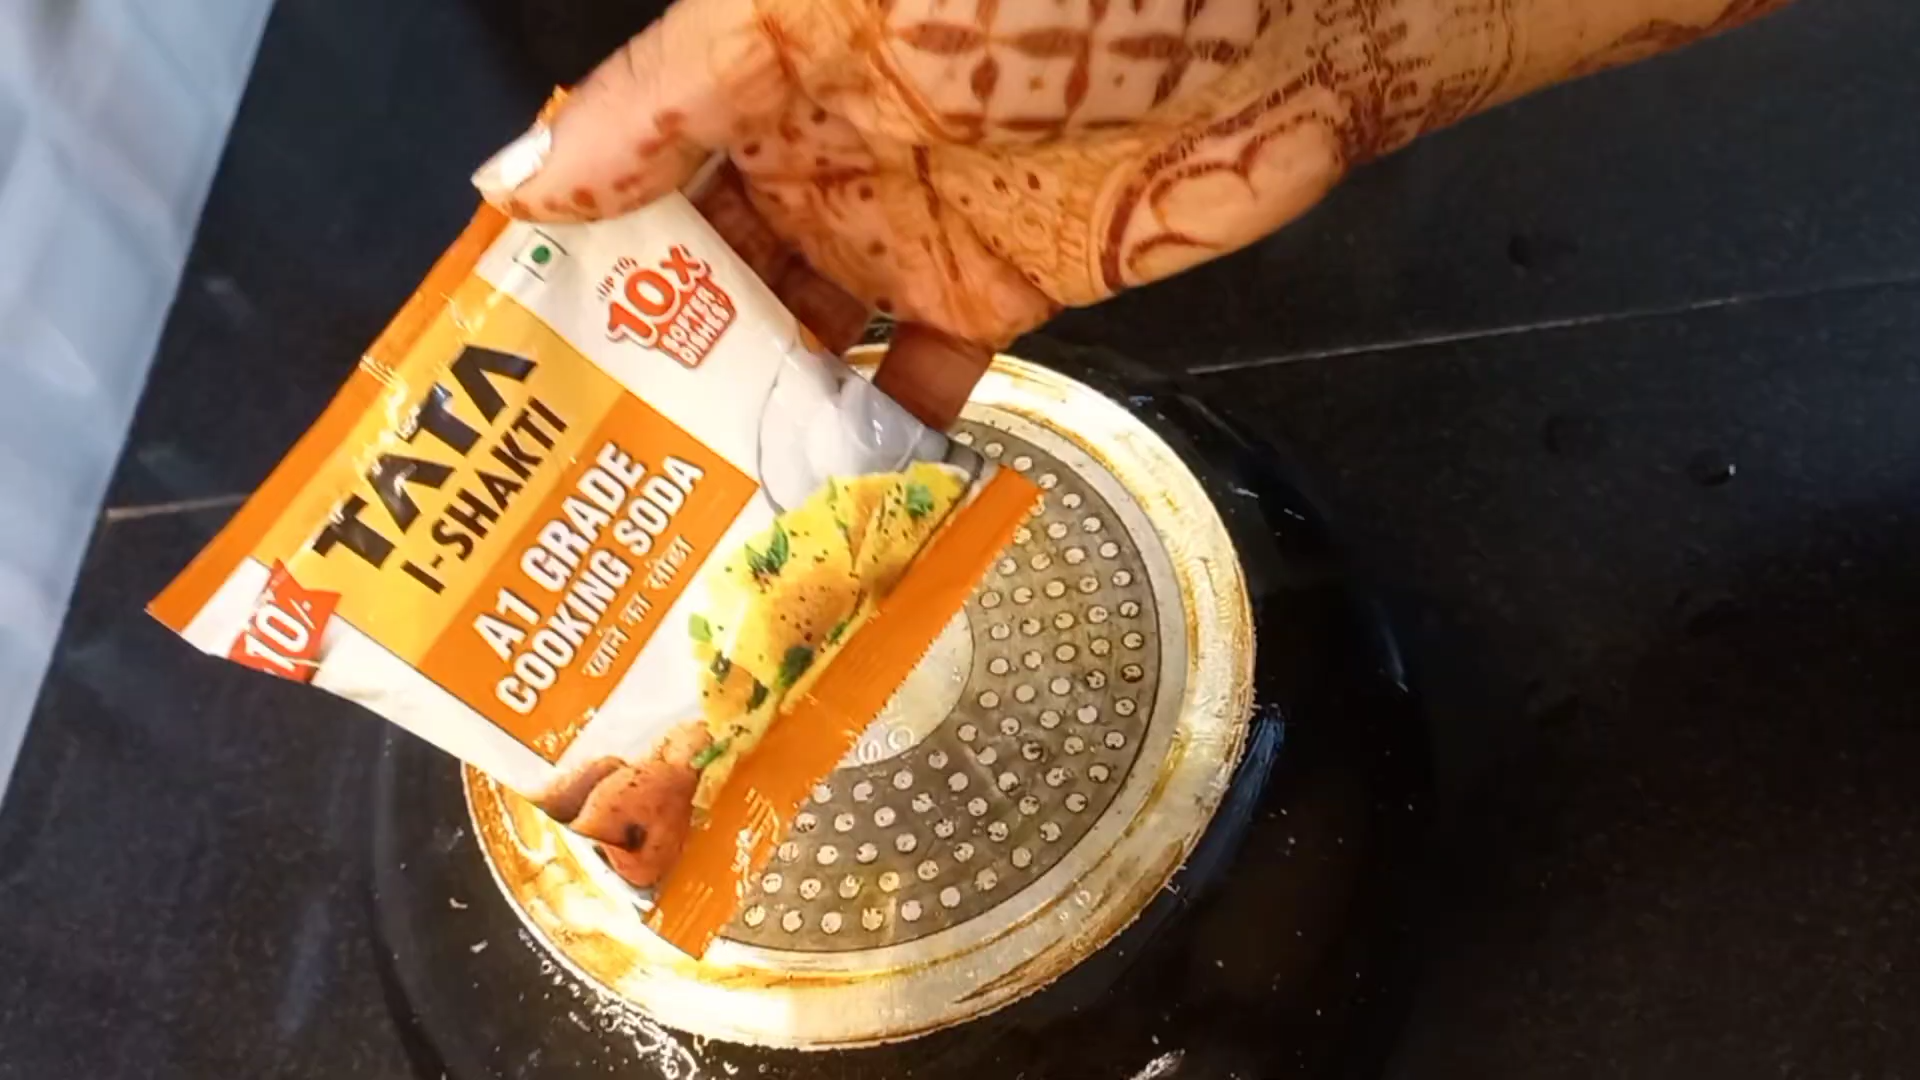 UP TO
10x
SOFTER
DISHES
TATA
I-SHAKTI
A1 GRADE
COOKING SODA
खाने का सोडा
10%